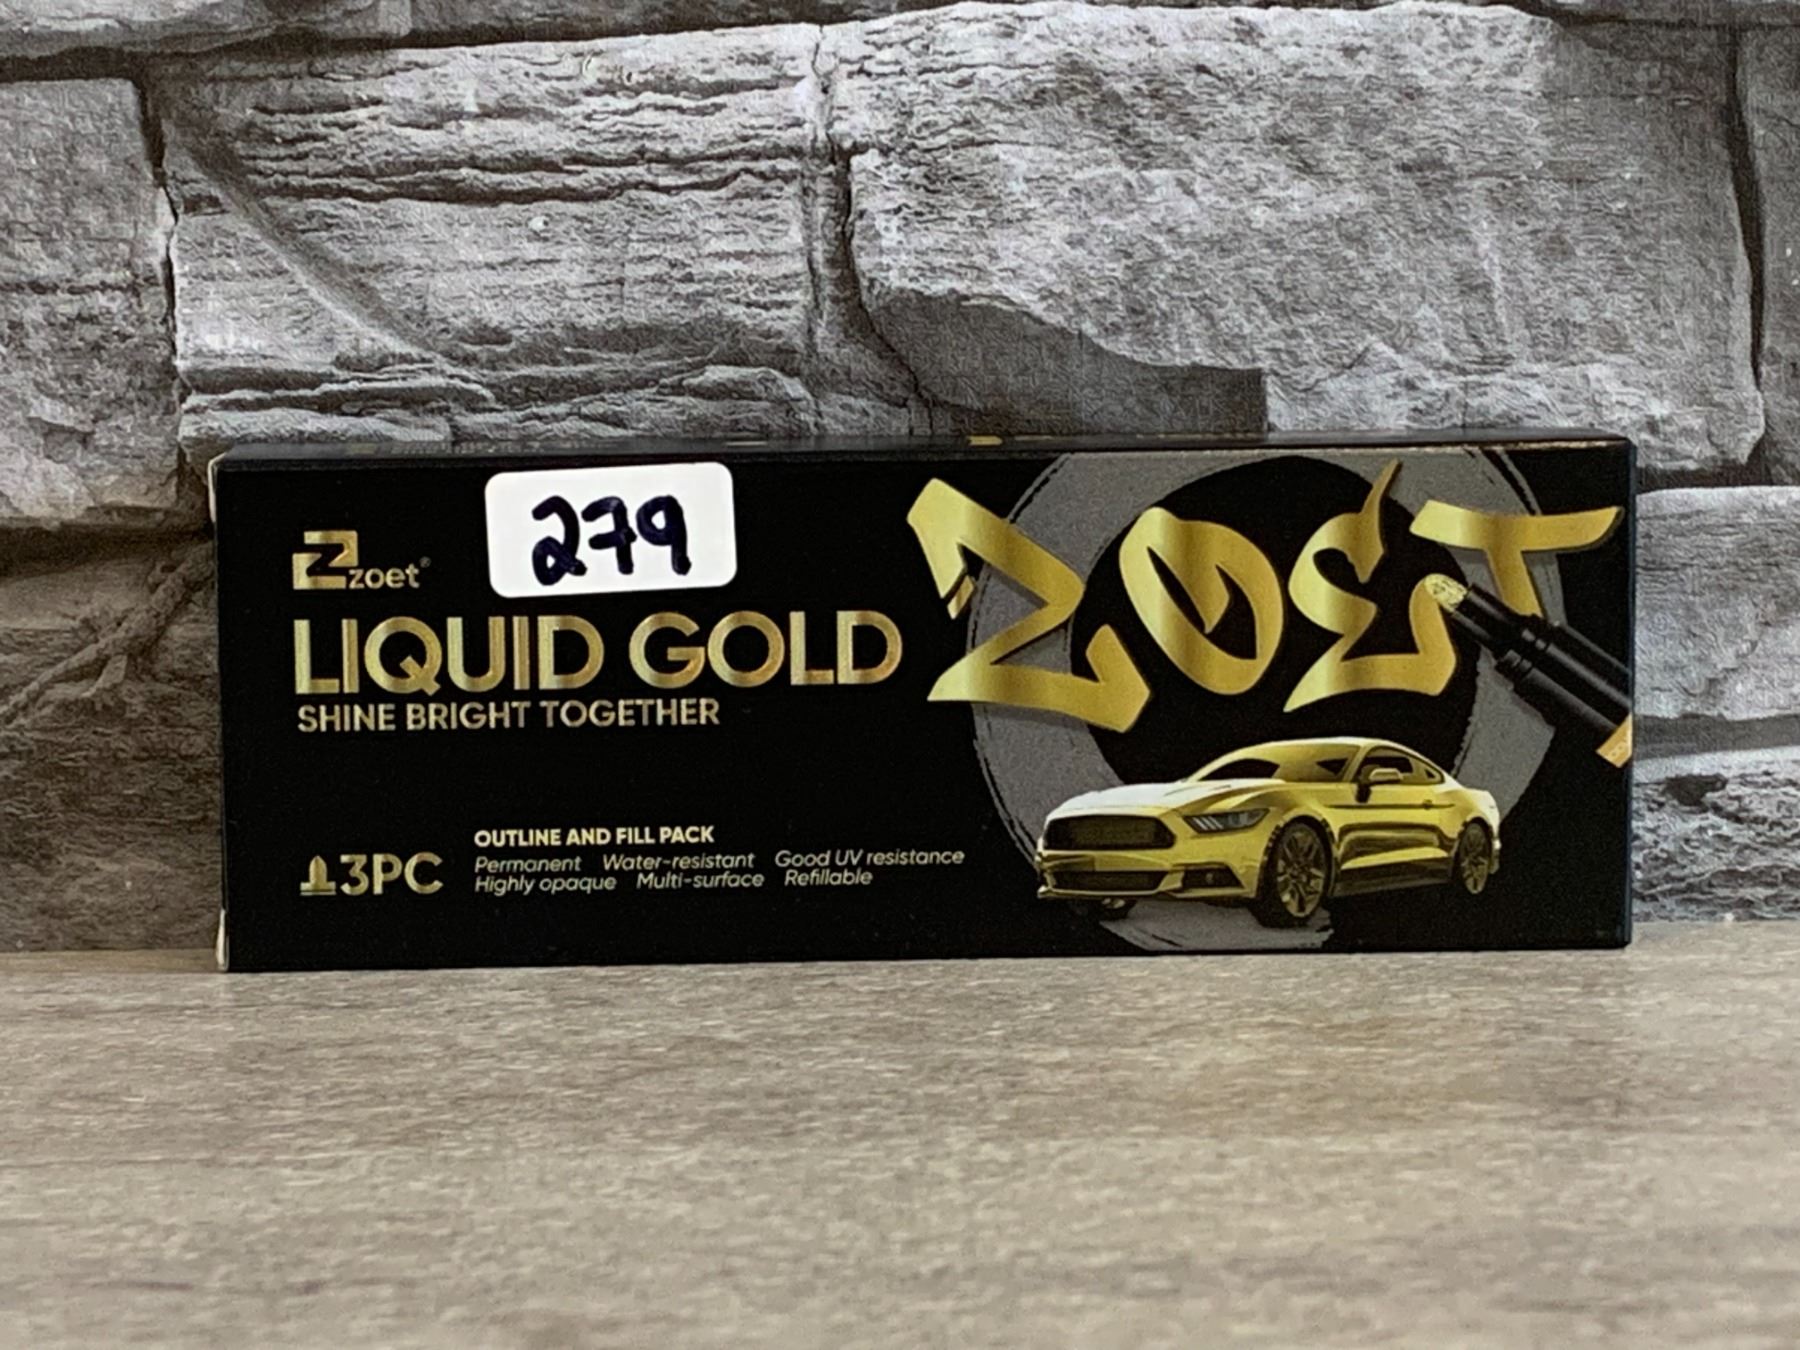 279
zoet®
LIQUID GOLD
SHINE BRIGHT TOGETHER
ZOET
3PC
OUTLINE AND FILL PACK
Permanent Water-resistant Good UV resistance
Highly opaque Multi-surface Refillable